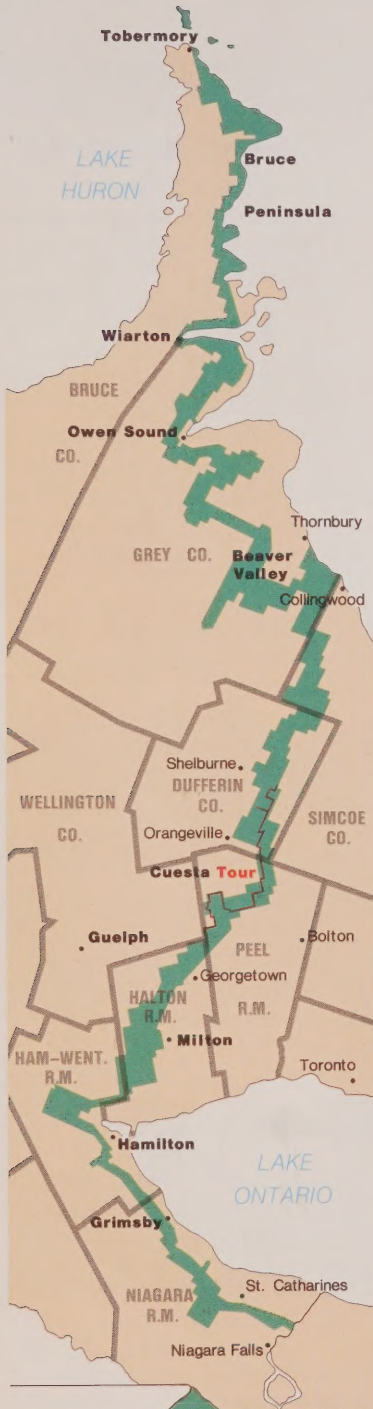 Tobermory
LAKE
HURON
Bruce
Peninsula
Wiarton
BRUCE
CO.
Owen Sound
Thornbury
GREY CO.
Beaver
Valley
Collingwood
Shelburne
DUFFERIN
CO.
WELLINGTON
CO.
SIMCOE
CO.
Orangeville
Cuesta Tour
Guelph
PEEL
R.M.
Bolton
Georgetown
HALTON
R.M.
Milton
HAM-WENT.
R.M.
Toronto
Hamilton
LAKE
ONTARIO
Grimsby
NIAGARA
R.M.
St. Catharines
Niagara Falls